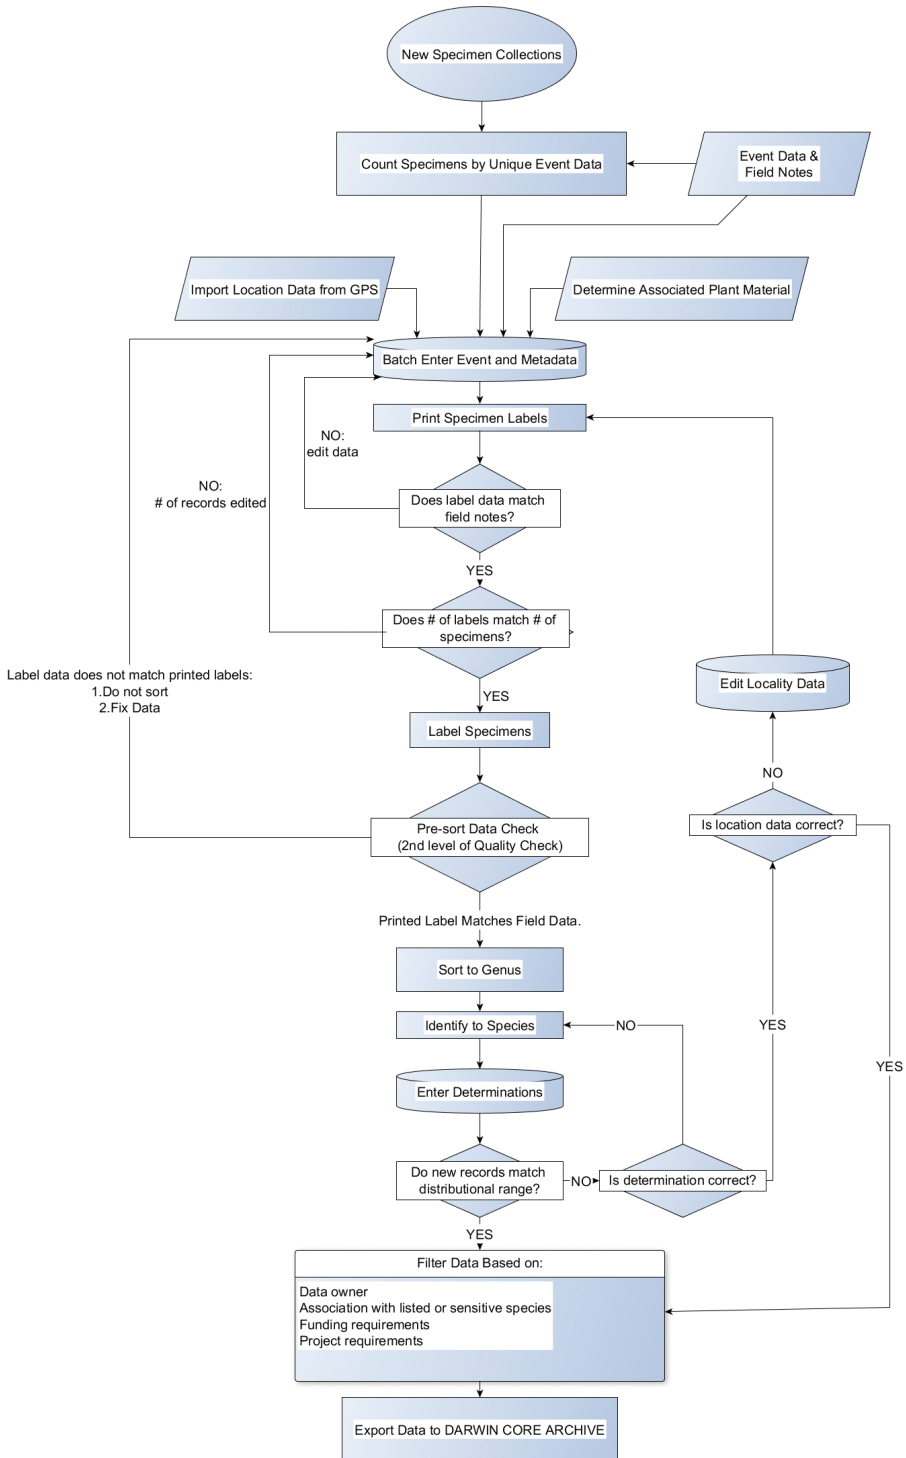 New Specimen Collections
Count Specimens by Unique Event Data
Event Data &
Field Notes
Import Location Data from GPS
Determine Associated Plant Material
Batch Enter Event and Metadata
Print Specimen Labels
NO:
edit data
NO:
# of records edited
Does label data match
field notes?
YES
Does # of labels match # of
specimens?
YES
Label data does not match printed labels:
1.Do not sort
2.Fix Data
Edit Locality Data
Label Specimens
NO
Is location data correct?
Pre-sort Data Check
(2nd level of Quality Check)
Printed Label Matches Field Data.
Sort to Genus
Identify to Species
NO
YES
YES
Enter Determinations
Do new records match
distributional range?
NO
Is determination correct?
YES
Filter Data Based on:
Data owner
Association with listed or sensitive species
Funding requirements
Project requirements
Export Data to DARWIN CORE ARCHIVE